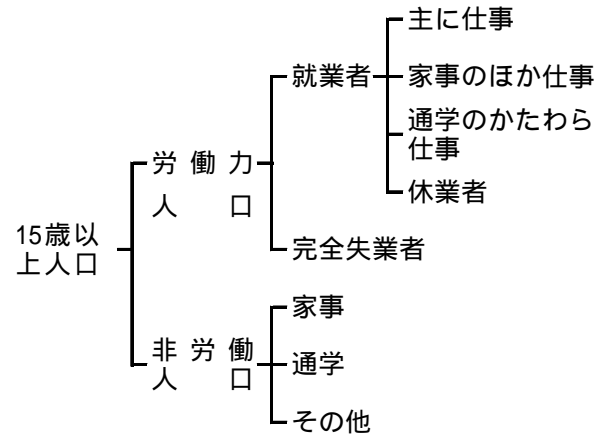 主に仕事
就業者
家事のほか仕事
通学のかたわら
仕事
労働力
人口
休業者
15歳以
上人口
完全失業者
家事
非労働
人口
通学
その他